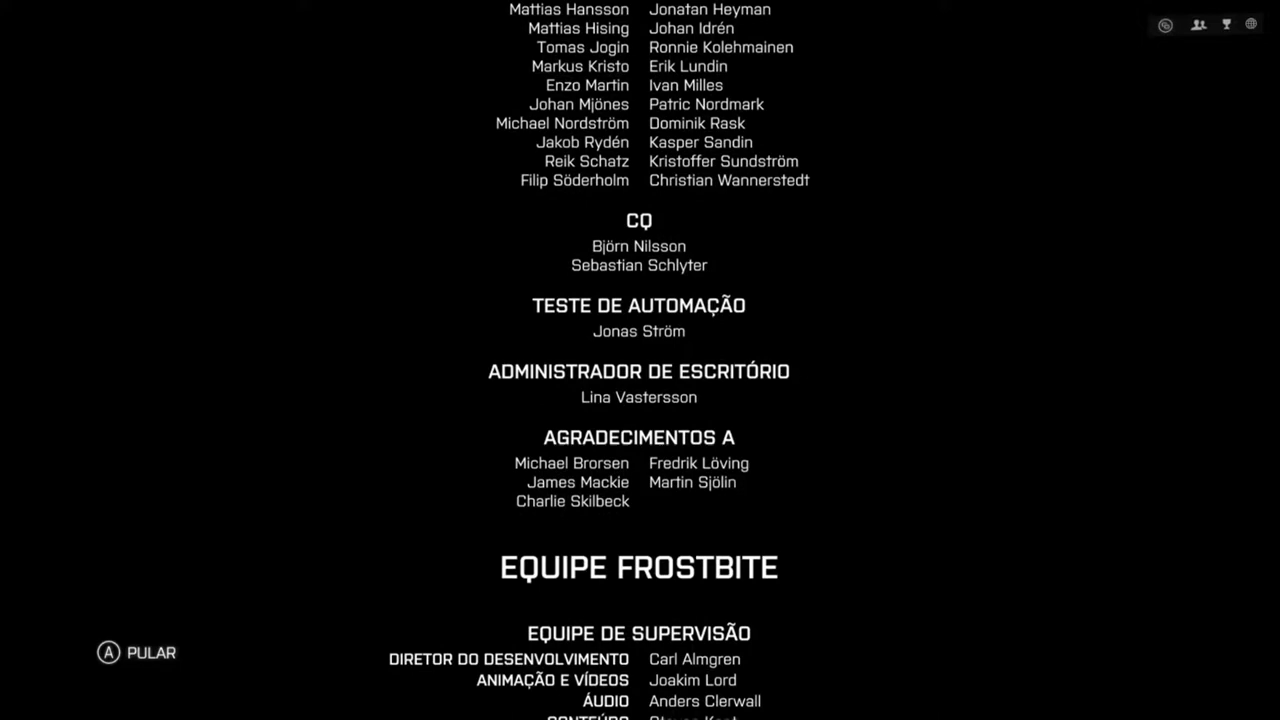 Mattias Hansson Jonatan Heyman
Mattias Hising Johan Idrén
Tomas Jogin Ronnie Kolehmainen
Markus Kristo Erik Lundin
Enzo Martin Ivan Milles
Johan Mjönes Patric Nordmark
Michael Nordström Dominik Rask
Jakob Rydén Kasper Sandin
Reik Schatz Kristoffer Sundström
Filip Söderholm Christian Wannerstedt
CQ
Björn Nilsson
Sebastian Schlyter
TESTE DE AUTOMAÇÃO
Jonas Ström
ADMINISTRADOR DE ESCRITÓRIO
Lina Vastersson
AGRADECIMENTOS A
Michael Brorsen Fredrik Löving
James Mackie Martin Sjölin
Charlie Skilbeck
EQUIPE FROSTBITE
EQUIPE DE SUPERVISÃO
A PULAR
DIRETOR DO DESENVOLVIMENTO Carl Almgren
ANIMAÇÃO E VÍDEOS Joakim Lord
ÁUDIO Anders Clerwall